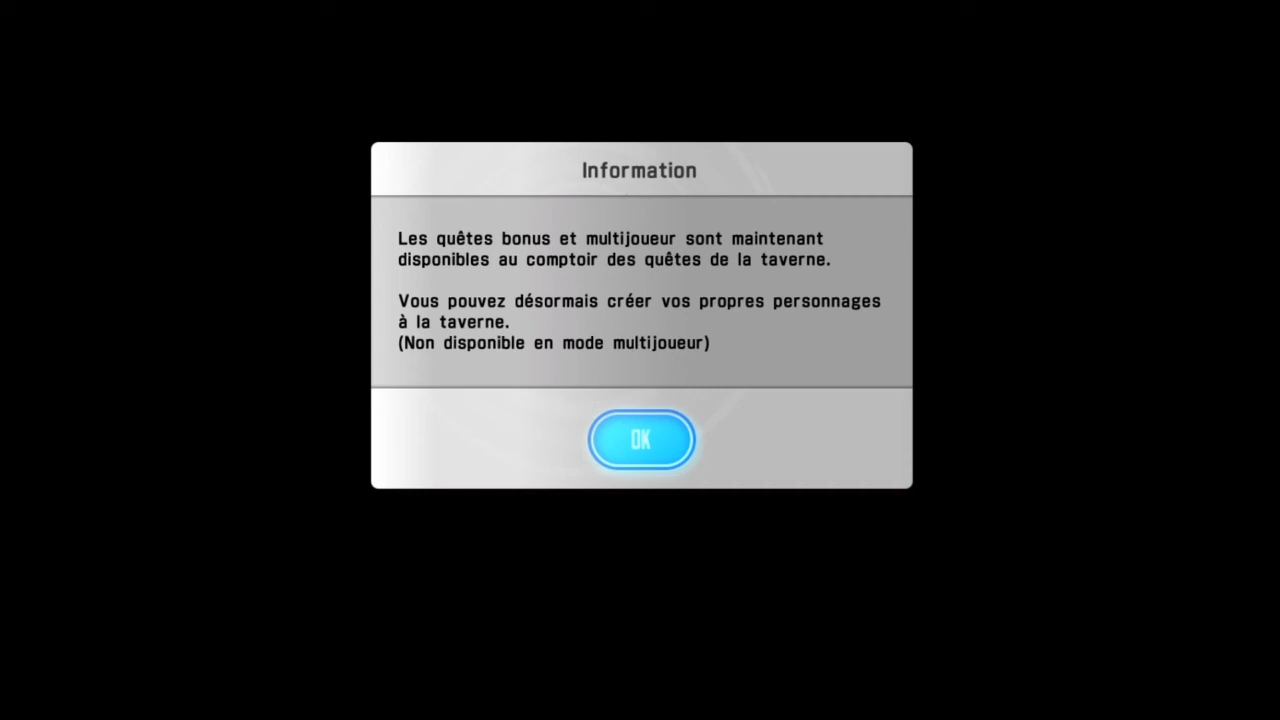 Information
Les quêtes bonus et multijoueur sont maintenant
disponibles au comptoir des quêtes de la taverne.
Vous pouvez désormais créer vos propres personnages
à la taverne.
(Non disponible en mode multijoueur)
OK